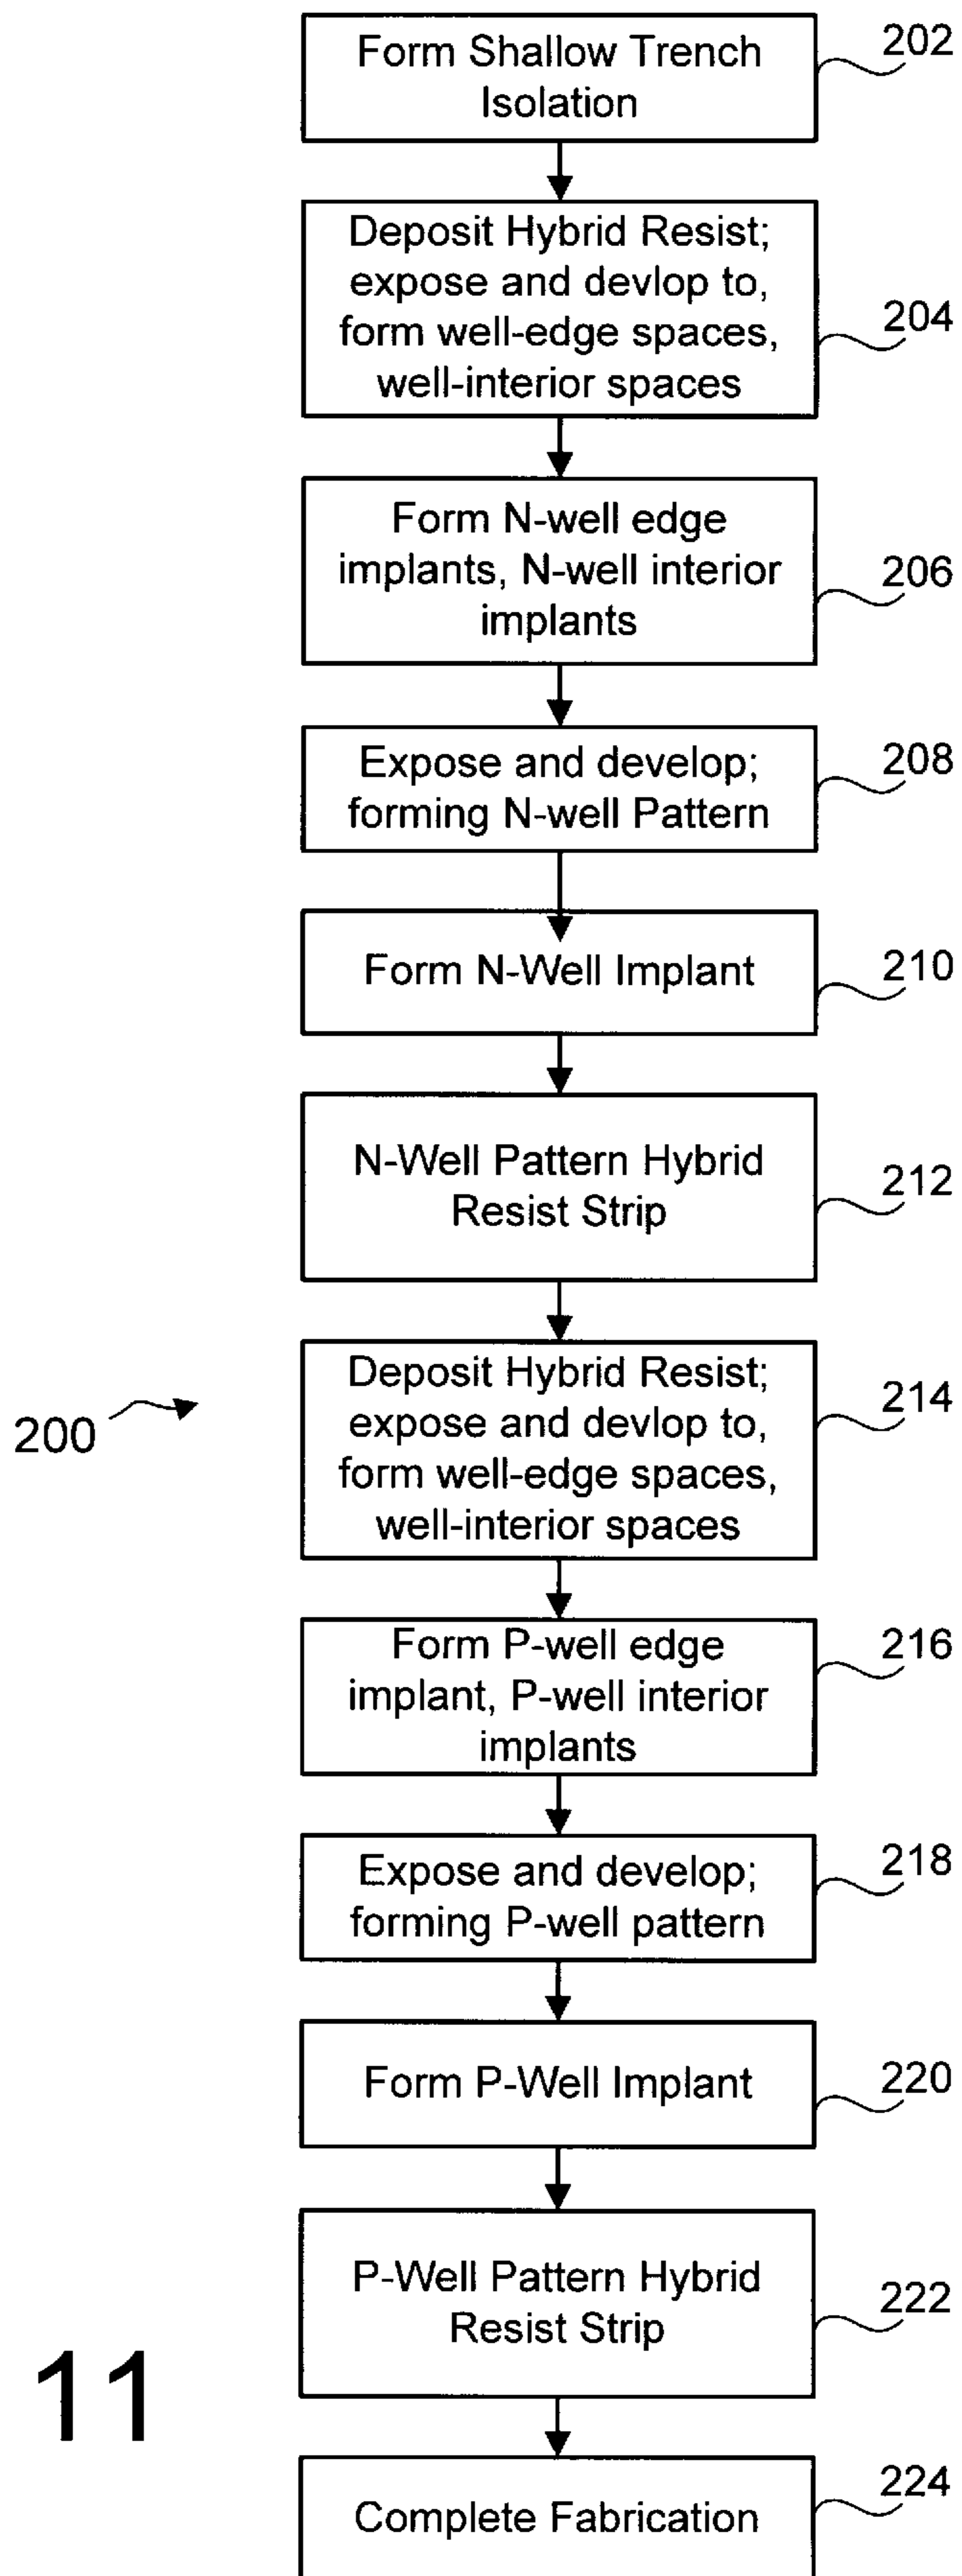 Form Shallow Trench
Isolation
202
Deposit Hybrid Resist;
expose and devlop to,
form well-edge spaces,
well-interior spaces
204
Form N-well edge
implants, N-well interior
implants
206
Expose and develop;
forming N-well Pattern
208
Form N-Well Implant
210
N-Well Pattern Hybrid
Resist Strip
212
200
Deposit Hybrid Resist;
expose and devlop to,
form well-edge spaces,
well-interior spaces
214
Form P-well edge
implant, P-well interior
implants
216
Expose and develop;
forming P-well pattern
218
Form P-Well Implant
220
P-Well Pattern Hybrid
Resist Strip
222
11
Complete Fabrication
224